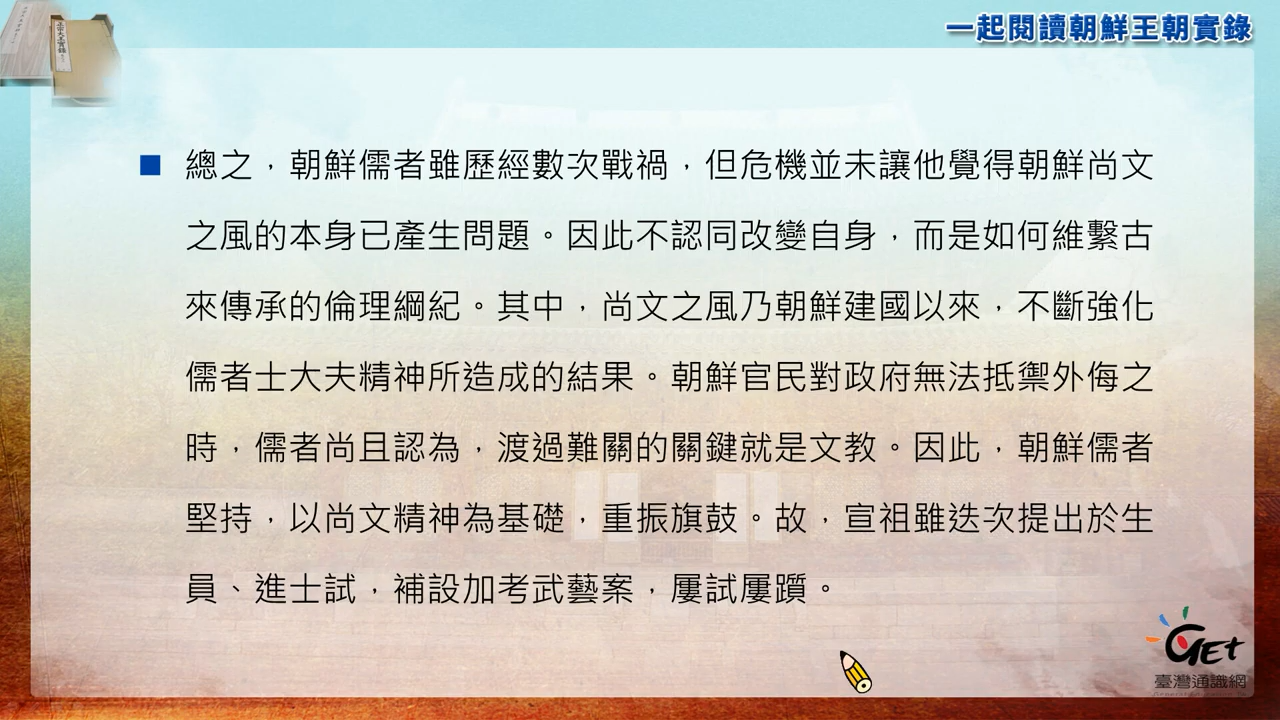 一起閱讀朝鮮王朝實錄
總之，朝鮮儒者雖歷經數次戰禍，但危機並未讓他覺得朝鮮尚文
之風的本身已產生問題。因此不認同改變自身，而是如何維繫古
來傳承的倫理綱紀。其中，尚文之風乃朝鮮建國以來，不斷強化
儒者士大夫精神所造成的結果。朝鮮官民對政府無法抵禦外侮之
時，儒者尚且認為，渡過難關的關鍵就是文教。因此，朝鮮儒者
堅持，以尚文精神為基礎，重振旗鼓。故，宣祖雖迭次提出於生
員、進士試，補設加考武藝案，屢試屢躓。
GET
臺灣通識網